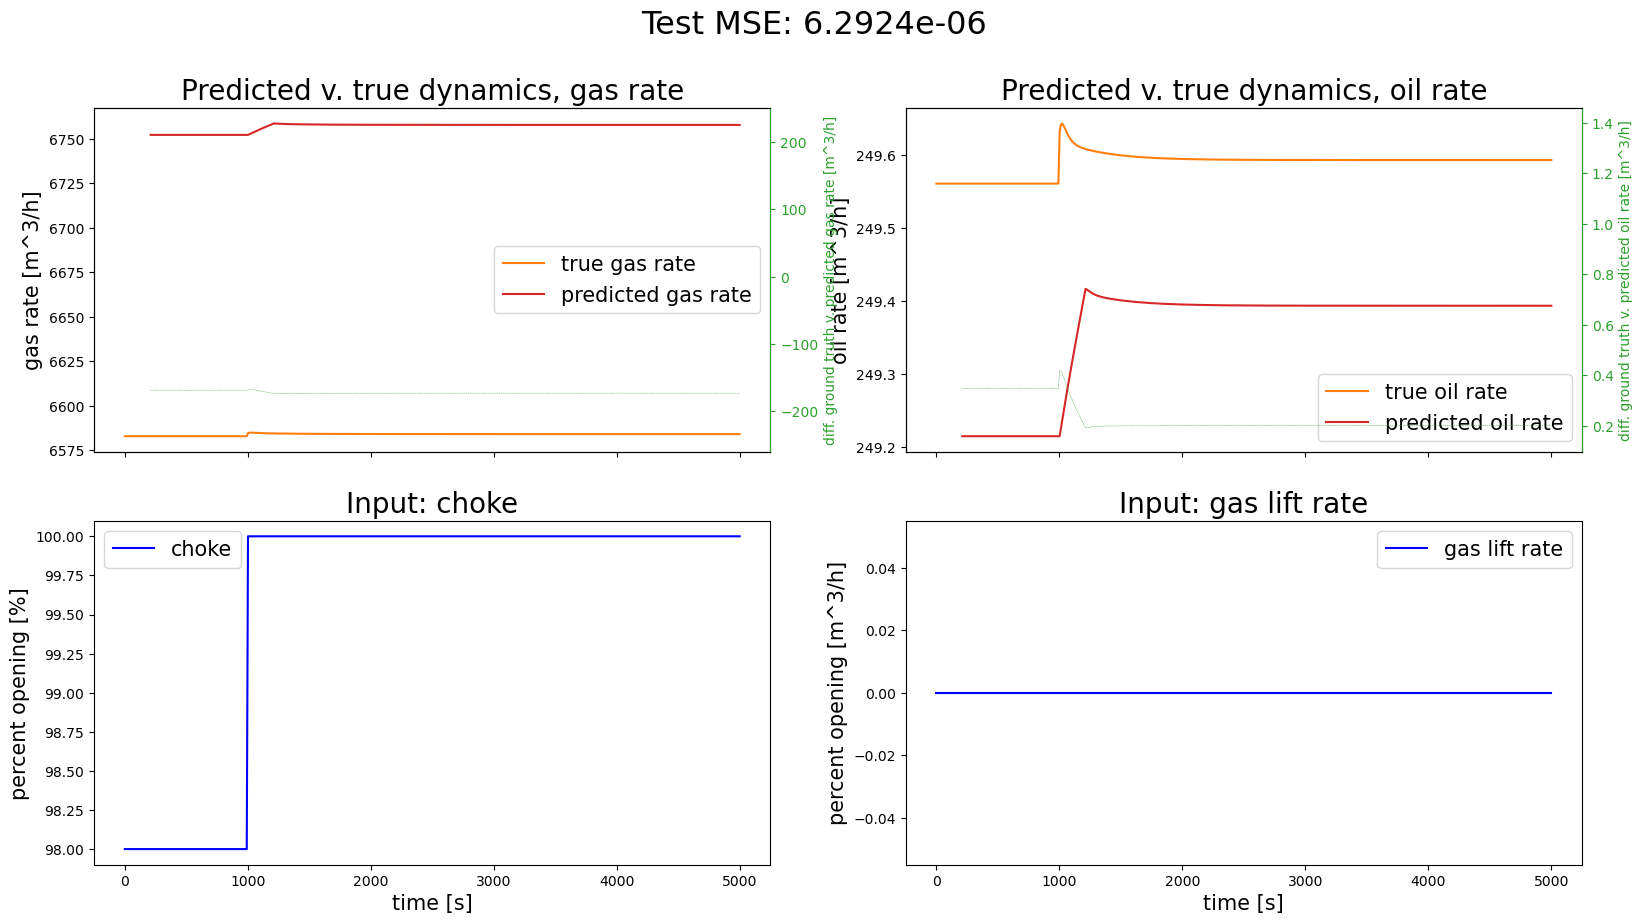 Test MSE: 6.2924e-06
Predicted v. true dynamics, gas rate
gas rate [m^3/h]
6750
6725
6700
6675
6650
6625
6600
6575
true gas rate
predicted gas rate
200
100
0
−100
−200
diff. ground truth v. predicted gas rate [m^3/h]
Predicted v. true dynamics, oil rate
oil rate [m^3/h]
249.6
249.5
249.4
249.3
249.2
true oil rate
predicted oil rate
1.4
1.2
1.0
0.8
0.6
0.4
0.2
diff. ground truth v. predicted oil rate [m^3/h]
Input: choke
percent opening [%]
100.00
99.75
99.50
99.25
99.00
98.75
98.50
98.25
98.00
choke
0 1000 2000 3000 4000 5000
time [s]
Input: gas lift rate
percent opening [m^3/h]
0.04
0.02
0.00
−0.02
−0.04
gas lift rate
0 1000 2000 3000 4000 5000
time [s]